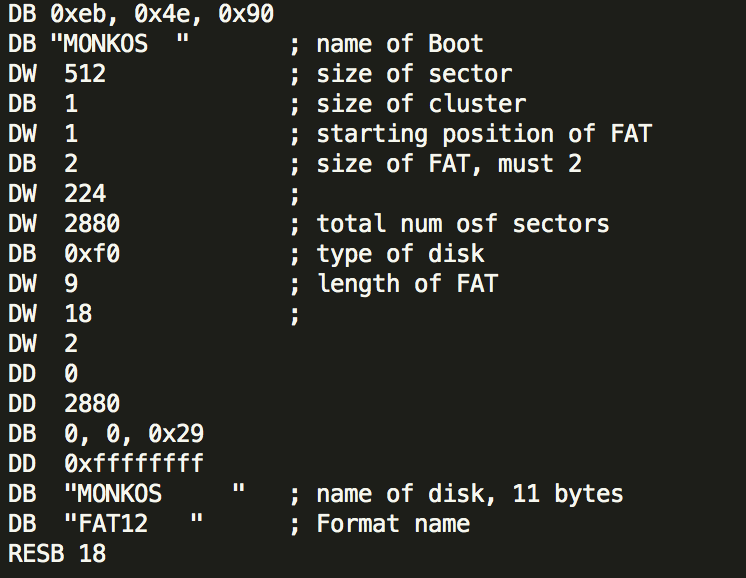 DB 0xeb, 0x4e, 0x90
DB "MONKOS  "       ; name of Boot
DW  512             ; size of sector
DB  1               ; size of cluster
DW  1               ; starting position of FAT
DB  2               ; size of FAT, must 2
DW  224             ;
DW  2880            ; total num osf sectors
DB  0xf0            ; type of disk
DW  9               ; length of FAT
DW  18              ;
DW  2
DD  0
DD  2880
DB  0, 0, 0x29
DD  0xffffffff
DB  "MONKOS     "   ; name of disk, 11 bytes
DB  "FAT12   "      ; Format name
RESB 18